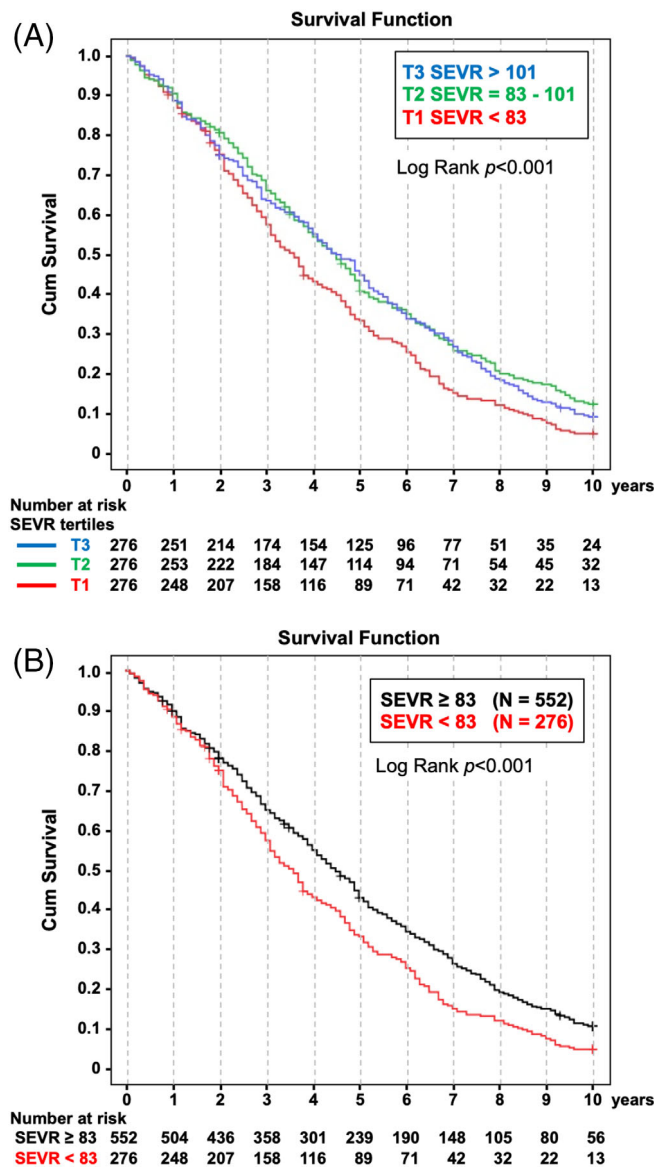 (A)
Survival Function
T3 SEVR > 101
T2 SEVR = 83 - 101
T1 SEVR < 83
Log Rank p<0.001
Cum Survival
1.0
0.9
0.8
0.7
0.6
0.5
0.4
0.3
0.2
0.1
0
0 1 2 3 4 5 6 7 8 9 10 years
Number at risk
SEVR tertiles
T3 276 251 214 174 154 125 96 77 51 35 24
T2 276 253 222 184 147 114 94 71 54 45 32
T1 276 248 207 158 116 89 71 42 32 22 13
(B)
Survival Function
SEVR ≥ 83 (N = 552)
SEVR < 83 (N = 276)
Log Rank p<0.001
Cum Survival
1.0
0.9
0.8
0.7
0.6
0.5
0.4
0.3
0.2
0.1
0
0 1 2 3 4 5 6 7 8 9 10 years
Number at risk
SEVR ≥ 83 552 504 436 358 301 239 190 148 105 80 56
SEVR < 83 276 248 207 158 116 89 71 42 32 22 13